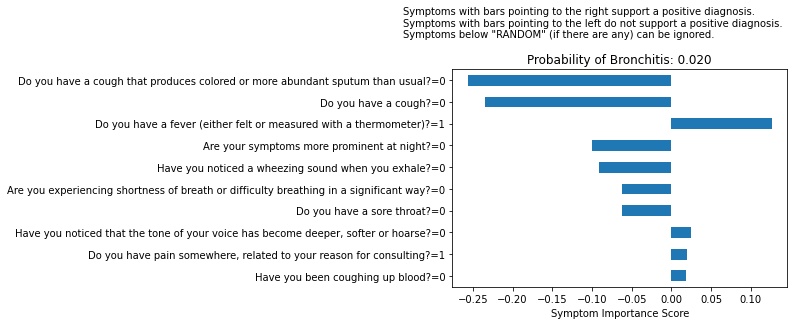 Symptoms with bars pointing to the right support a positive diagnosis.
Symptoms with bars pointing to the left do not support a positive diagnosis.
Symptoms below "RANDOM" (if there are any) can be ignored.
Probability of Bronchitis: 0.020
Do you have a cough that produces colored or more abundant sputum than usual?=0
Do you have a cough?=0
Do you have a fever (either felt or measured with a thermometer)?=1
Are your symptoms more prominent at night?=0
Have you noticed a wheezing sound when you exhale?=0
Are you experiencing shortness of breath or difficulty breathing in a significant way?=0
Do you have a sore throat?=0
Have you noticed that the tone of your voice has become deeper, softer or hoarse?=0
Do you have pain somewhere, related to your reason for consulting?=1
Have you been coughing up blood?=0
−0.25 −0.20 −0.15 −0.10 −0.05 0.00 0.05 0.10
Symptom Importance Score